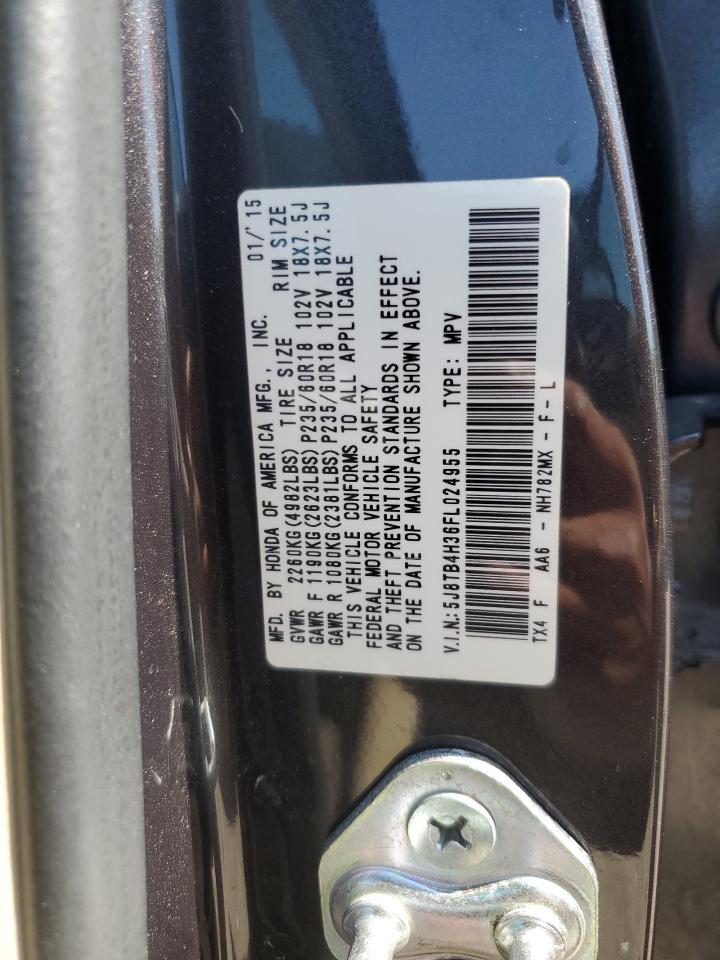 MFD. BY HONDA OF AMERICA MFG., INC. 01/'15
GVWR 2260KG(4982LBS) TIRE SIZE RIM SIZE
GAWR F 1190KG(2623LBS) P235/60R18 102V 18X7.5J
GAWR R 1080KG(2381LBS) P235/60R18 102V 18X7.5J
THIS VEHICLE CONFORMS TO ALL APPLICABLE
FEDERAL MOTOR VEHICLE SAFETY
AND THEFT PREVENTION STANDARDS IN EFFECT
ON THE DATE OF MANUFACTURE SHOWN ABOVE.
V.I.N.: 5J8TB4H36FL024955 TYPE: MPV
TX4 F AA6 - NH782MX - F - L